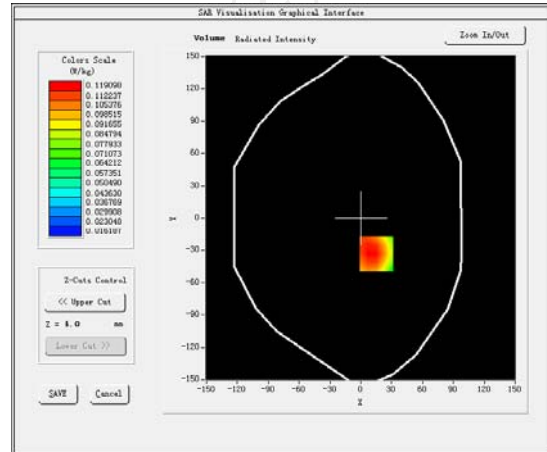 SAR Visualisation Graphical Interface
Volume Radiated Intensity
Zoom In/Out
Colors Scale
(W/kg)
0.119098
0.112237
0.105376
0.098515
0.091655
0.084794
0.077933
0.071073
0.064212
0.057351
0.050490
0.043630
0.036769
0.029908
0.023048
0.016187
Z-Cuts Control
<< Upper Cut
Z = 4.0 mm
Lower Cut >>
SAVE Cancel
150
120
90
60
30
0
-30
-60
-90
-120
-150
Y
-150 -120 -90 -60 -30 0 30 60 90 120 150
X